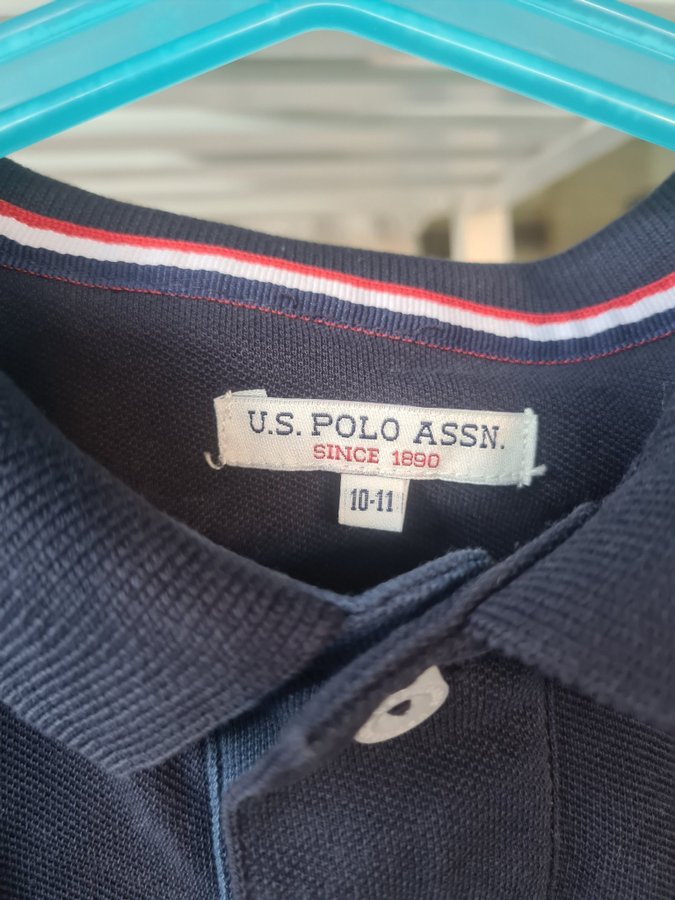 U.S. POLO ASSN.
SINCE 1890
10-11